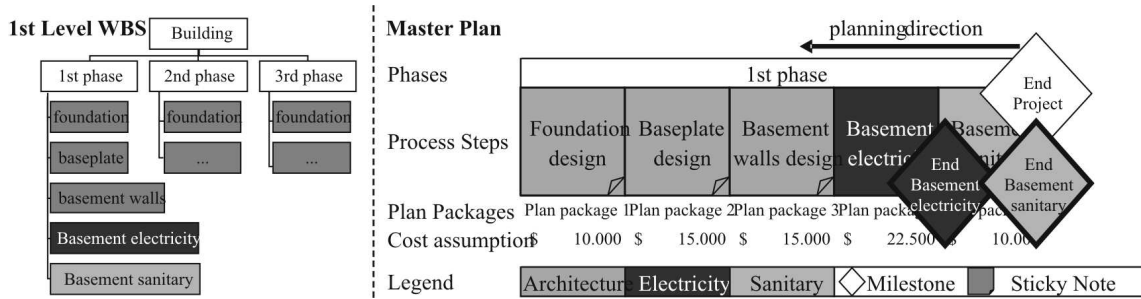 1st Level WBS
Building
1st phase 2nd phase 3rd phase
foundation foundation foundation
baseplate ... ...
basement walls
Basement electricity
Basement sanitary
Master Plan
planning direction
Phases
1st phase
End
Project
Process Steps
Foundation
design
Baseplate
design
Basement
walls design
Basement
electricity
End
Basement
electricity
End
Basement
sanitary
Plan Packages Plan package 1 Plan package 2 Plan package 3 Plan
Cost assumption $ 10.000 $ 15.000 $ 15.000 $ 22.500 $
Legend Architecture Electricity Sanitary Milestone Sticky Note